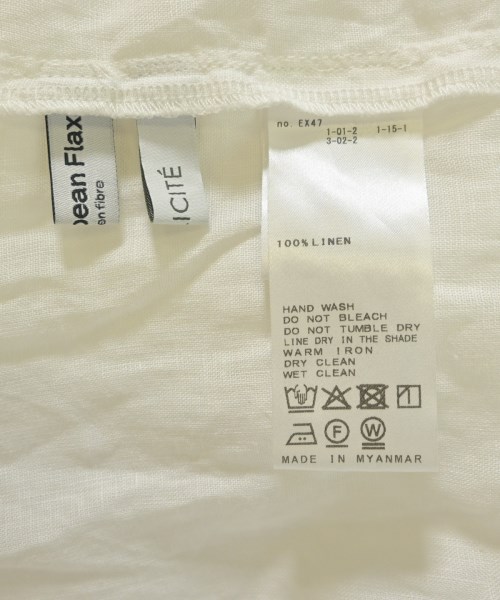 bean Flax
en fibre
ICITÉ
no. EX47
1-01-2 1-15-1
3-02-2
100% LINEN
HAND WASH
DO NOT BLEACH
DO NOT TUMBLE DRY
LINE DRY IN THE SHADE
WARM IRON
DRY CLEAN
WET CLEAN
F W
MADE IN MYANMAR